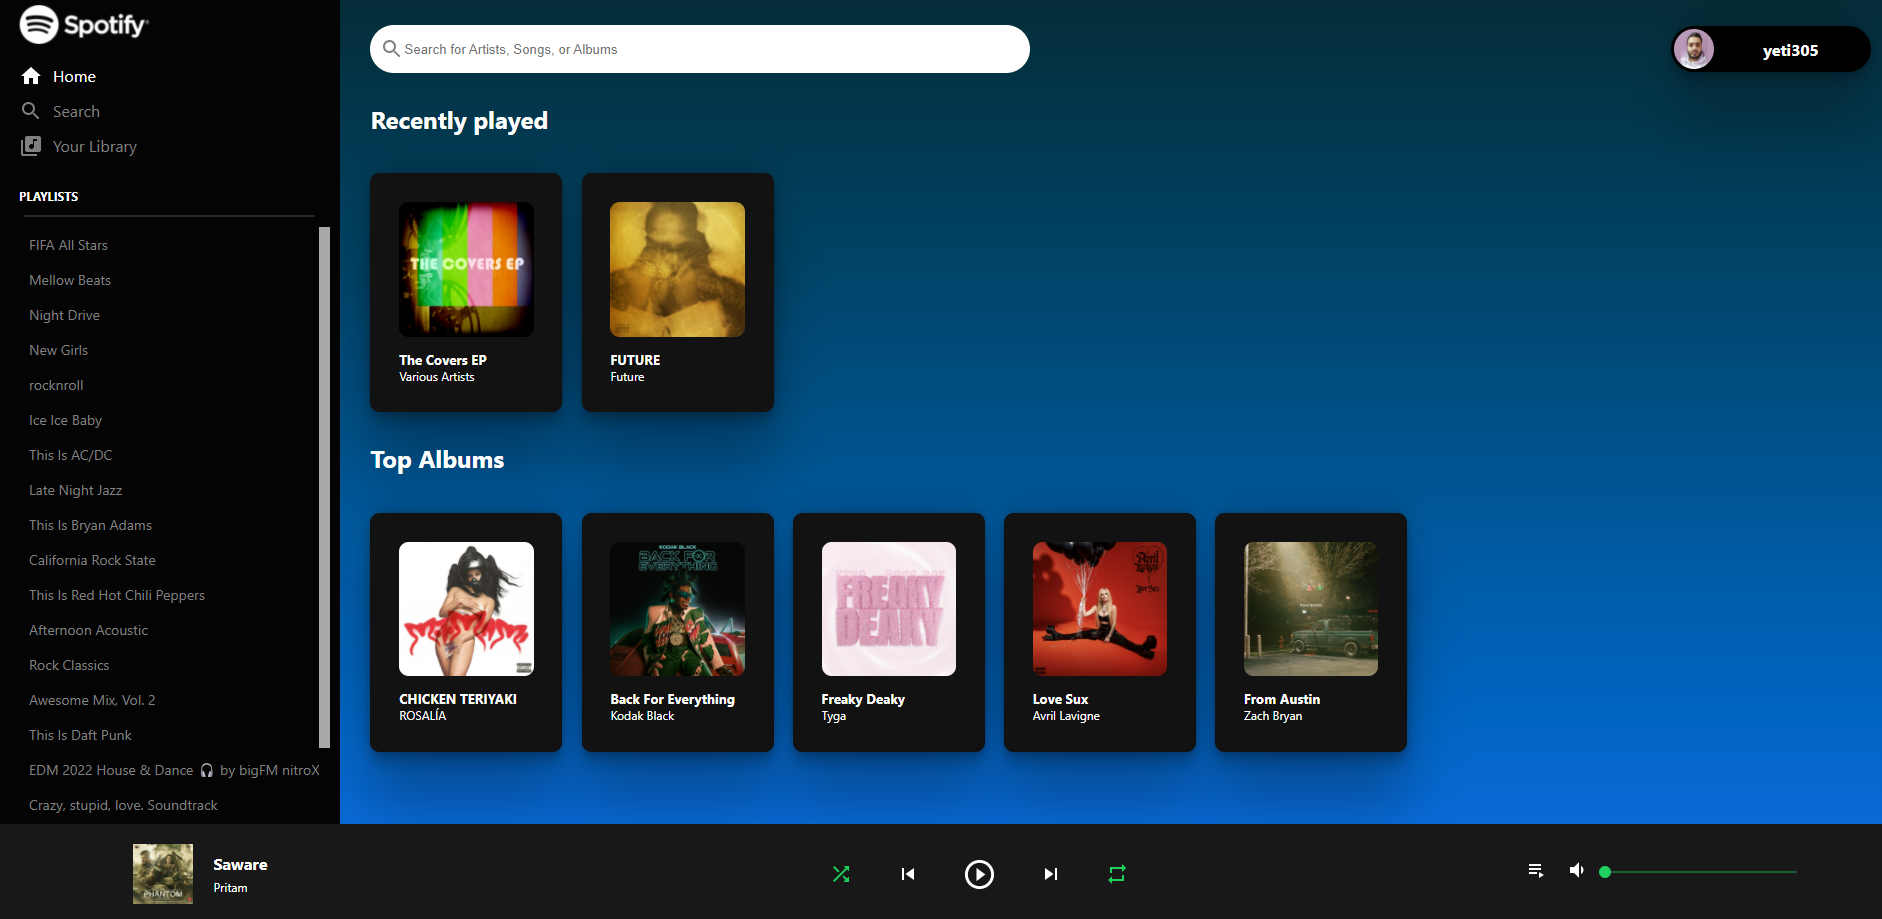 Spotify
Home
Search
Your Library
PLAYLISTS
FIFA All Stars
Mellow Beats
Night Drive
New Girls
rocknroll
Ice Ice Baby
This Is AC/DC
Late Night Jazz
This Is Bryan Adams
California Rock State
This Is Red Hot Chili Peppers
Afternoon Acoustic
Rock Classics
Awesome Mix, Vol. 2
This Is Daft Punk
EDM 2022 House & Dance 🎧 by bigFM nitroX
Crazy, stupid, love. Soundtrack
Search for Artists, Songs, or Albums
yeti305
Recently played
THE COVERS EP
The Covers EP
Various Artists
FUTURE
Future
Top Albums
CHICKEN TERIYAKI
ROSALÍA
KODAK BLACK
BACK FOR
EVERYTHING
Back For Everything
Kodak Black
FREAKY
DEAKY
Freaky Deaky
Tyga
Avril
Lavigne
Love Sux
Love Sux
Avril Lavigne
From Austin
Zach Bryan
PHANTOM
Saware
Pritam